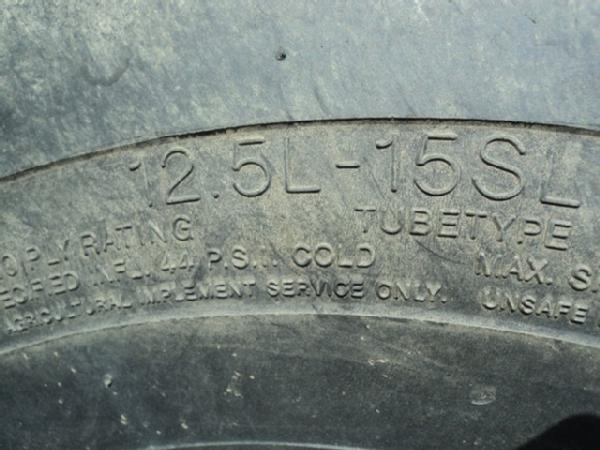 12.5L-15SL
PLY RATING TUBETYPE
INFL. 44 P.S.I. COLD MAX. S
AGRICULTURAL IMPLEMENT SERVICE ONLY. UNSAFE